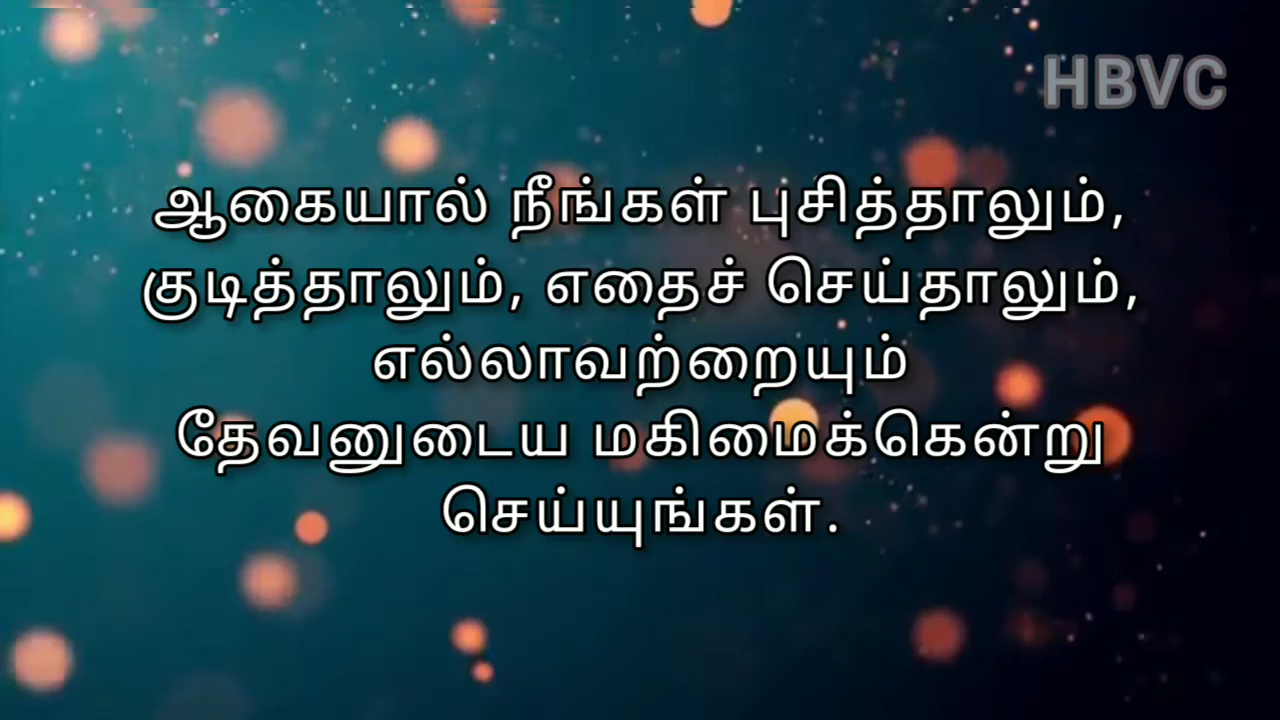 HBVC
ஆகையால் நீங்கள் புசித்தாலும்,
குடித்தாலும், எதைச் செய்தாலும்,
எல்லாவற்றையும்
தேவனுடைய மகிமைக்கென்று
செய்யுங்கள்.